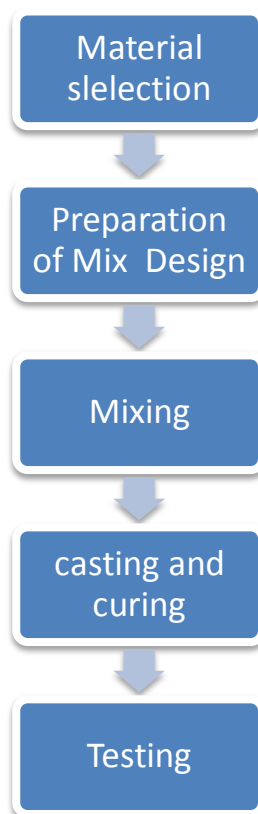 Material
slelection
Preparation
of Mix Design
Mixing
casting and
curing
Testing